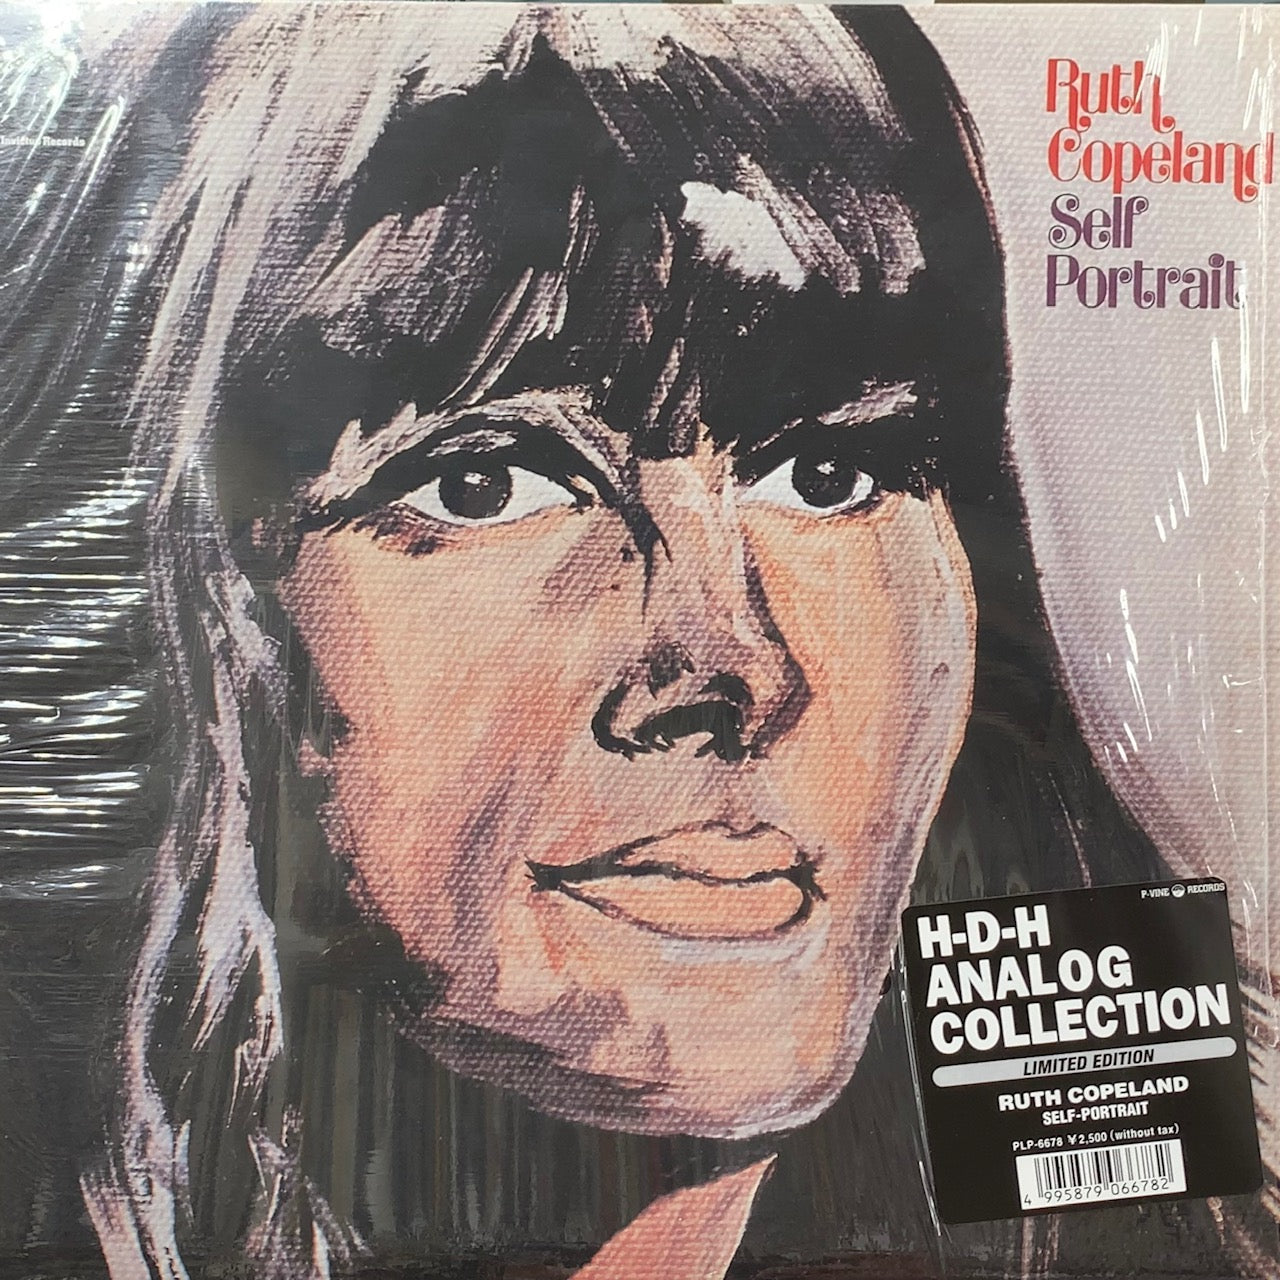 Invictus Records
Ruth
Copeland
Self
Portrait
P-VINE RECORDS
H-D-H
ANALOG
COLLECTION
LIMITED EDITION
RUTH COPELAND
SELF-PORTRAIT
PLP-6678 ¥2,500 (without tax)
4 995879 066782